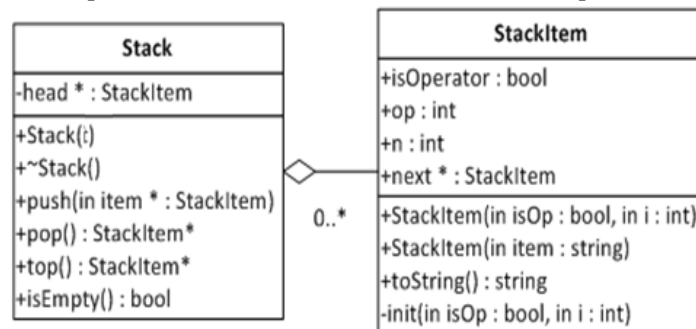 Stack
-head * : StackItem
+Stack()
+~Stack()
+push(in item * : StackItem)
+pop() : StackItem*
+top() : StackItem*
+isEmpty() : bool
0..*
StackItem
+isOperator : bool
+op : int
+n : int
+next * : StackItem
+StackItem(in isOp : bool, in i : int)
+StackItem(in item : string)
+toString() : string
-init(in isOp : bool, in i : int)